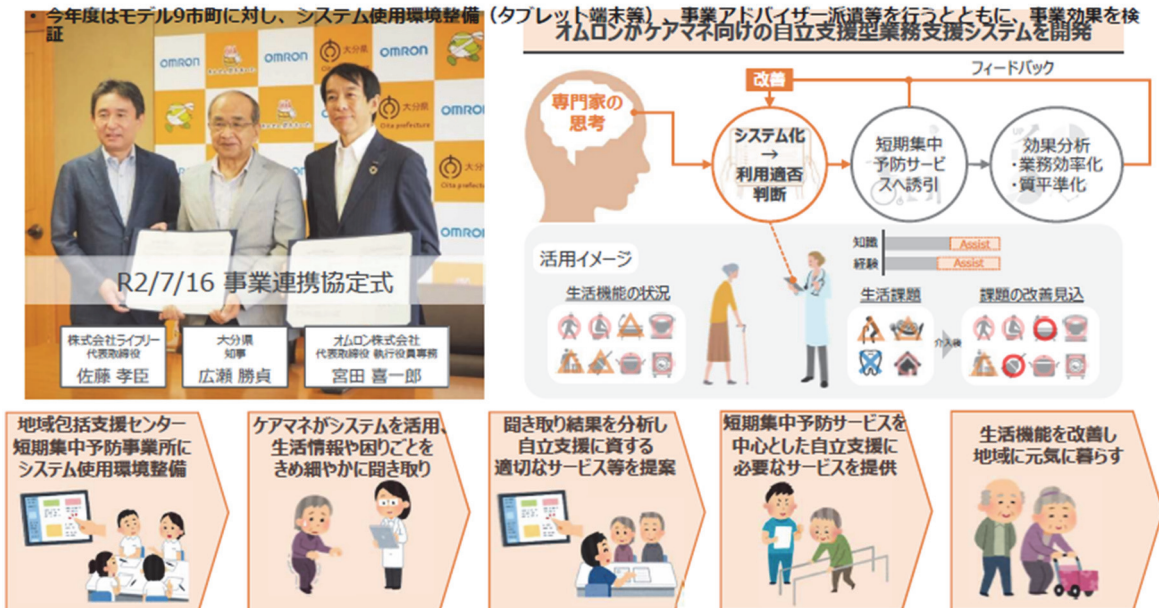 ・今年度はモデル9市町に対し、システム使用環境整備（タブレット端末等）、事業アドバイザー派遣等を行うとともに、事業効果を検
証
オムロンがケアマネ向けの自立支援型業務支援システムを開発
OMRON
大分県
Oita prefecture
R2/7/16 事業連携協定式
株式会社ライフリー
代表取締役
佐藤 孝臣
大分県
知事
広瀬 勝貞
オムロン株式会社
代表取締役 執行役員専務
宮田 喜一郎
フィードバック
改善
専門家の
思考
システム化
→
利用適否
判断
短期集中
予防サービ
スへ誘引
UP
効果分析
・業務効率化
・質平準化
活用イメージ
知識
Assist
経験
Assist
生活機能の状況
生活課題
介入後
課題の改善見込
地域包括支援センター
短期集中予防事業所に
システム使用環境整備
ケアマネがシステムを活用、
生活情報や困りごとを
きめ細やかに聞き取り
聞き取り結果を分析し
自立支援に資する
適切なサービス等を提案
短期集中予防サービスを
中心とした自立支援に
必要なサービスを提供
生活機能を改善し
地域に元気に暮らす